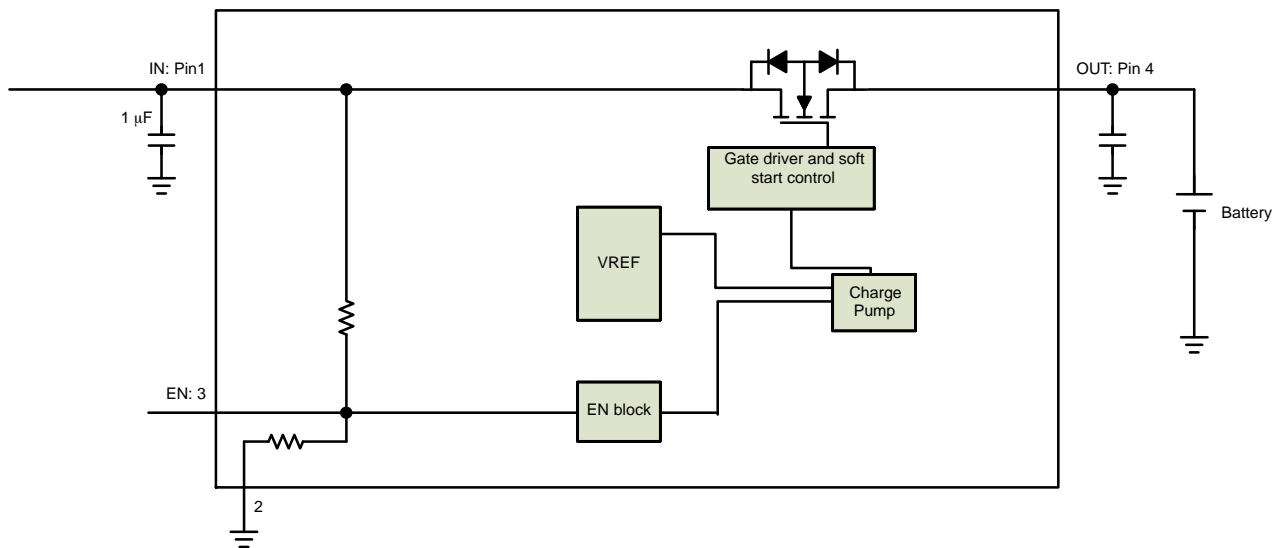 IN: Pin1
OUT: Pin 4
1 μF
Gate driver and soft
start control
VREF
Battery
Charge
Pump
EN: 3
EN block
2